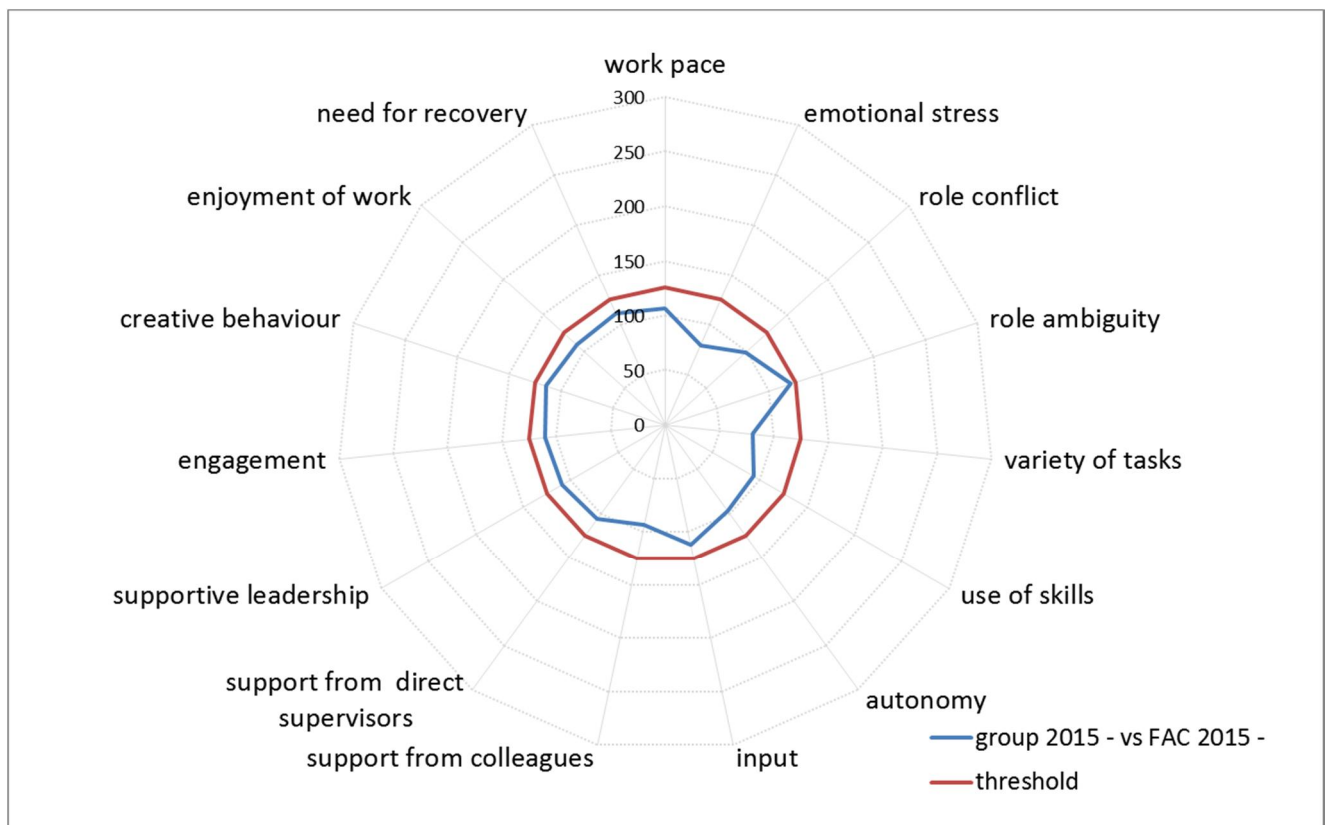 work pace
300
need for recovery
emotional stress
250
enjoyment of work
role conflict
200
150
creative behaviour
role ambiguity
100
50
0
engagement
variety of tasks
supportive leadership
use of skills
support from  direct
supervisors
autonomy
support from colleagues
input
group 2015 - vs FAC 2015 -
threshold